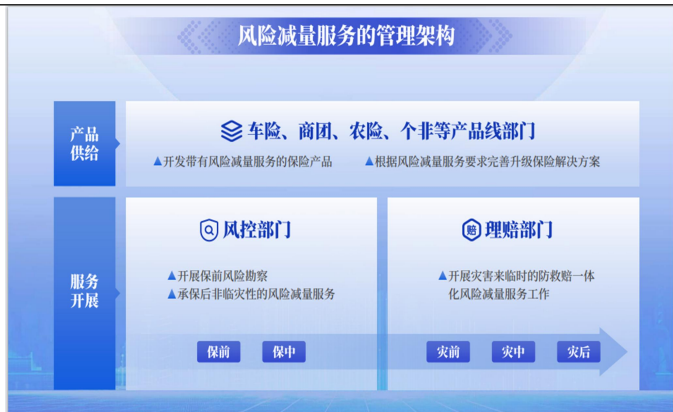 风险减量服务的管理架构
产品
供给
车险、商团、农险、个非等产品线部门
▲开发带有风险减量服务的保险产品
▲根据风险减量服务要求完善升级保险解决方案
服务
开展
风控部门
▲开展保前风险勘察
▲承保后非临灾性的风险减量服务
赔 理赔部门
▲开展灾害来临时的防救赔一体
化风险减量服务工作
保前
保中
灾前
灾中
灾后